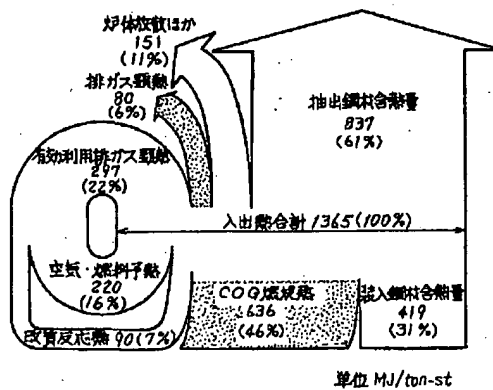 炉体放散ほか
151
(11%)
排ガス顕熱
80
(6%)
抽出鋼材含熱量
837
(61%)
有効利用排ガス顕熱
297
(22%)
入出熱合計 1365(100%)
空気・燃料予熱
220
(16%)
COG燃焼熱
636
(46%)
装入鋼材含熱量
419
(31%)
改質反応熱 90(7%)
単位 MJ/ton-st